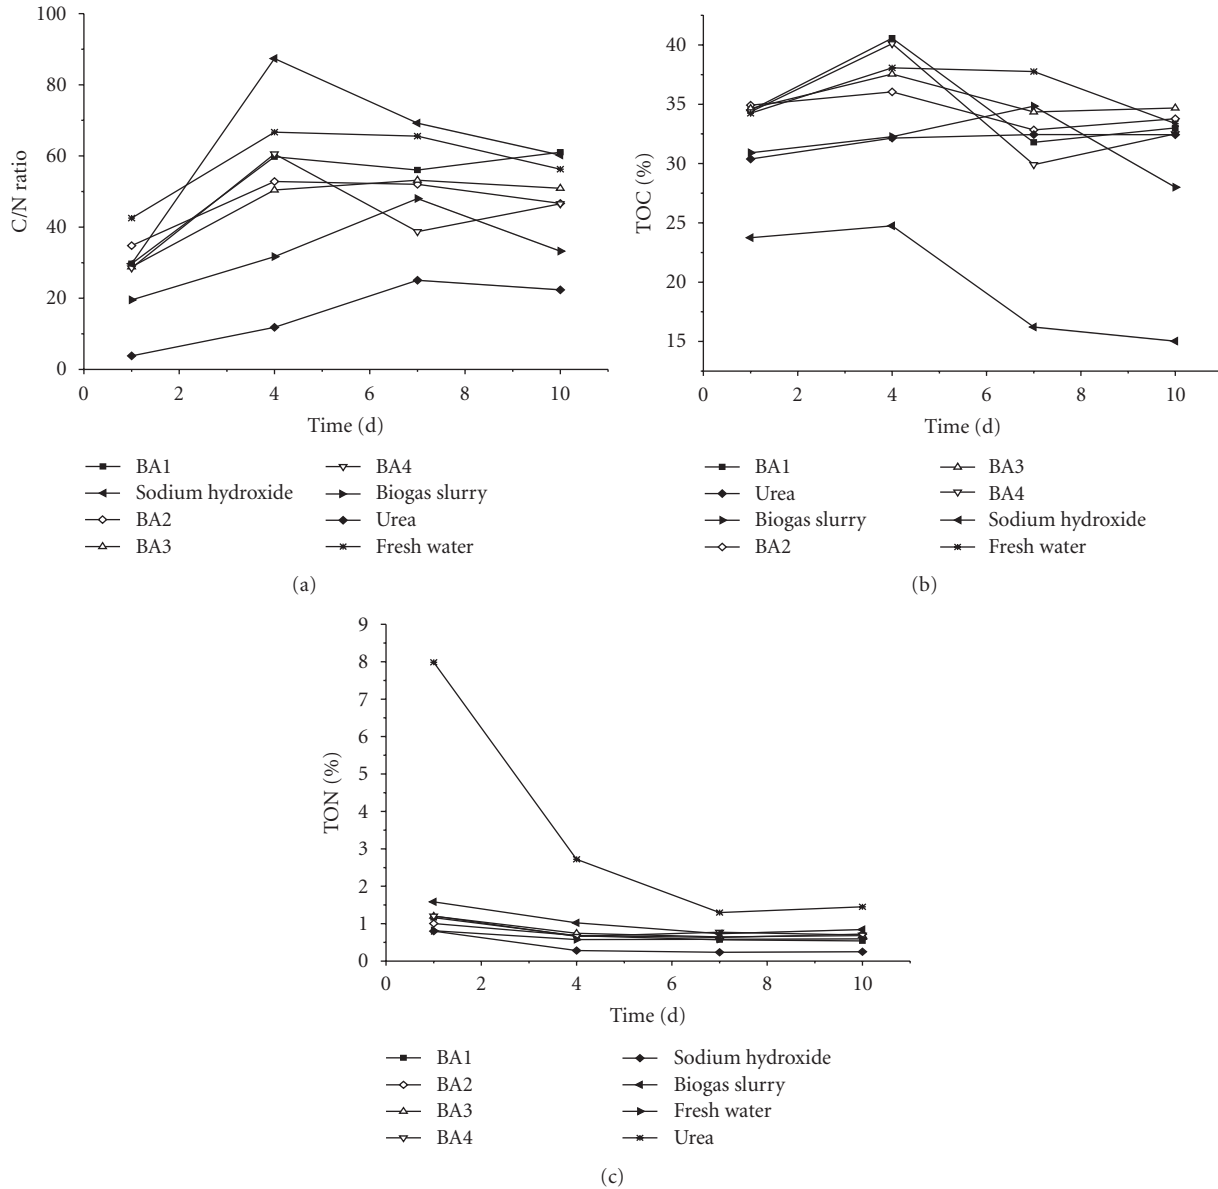 100
80
60
40
20
0
C/N ratio
0 2 4 6 8 10
Time (d)
BA1
Sodium hydroxide
BA2
BA3
BA4
Biogas slurry
Urea
Fresh water
(a)
40
35
30
25
20
15
TOC (%)
0 2 4 6 8 10
Time (d)
BA1
Urea
Biogas slurry
BA2
BA3
BA4
Sodium hydroxide
Fresh water
(b)
9
8
7
6
5
4
3
2
1
0
TON (%)
0 2 4 6 8 10
Time (d)
BA1
BA2
BA3
BA4
Sodium hydroxide
Biogas slurry
Fresh water
Urea
(c)